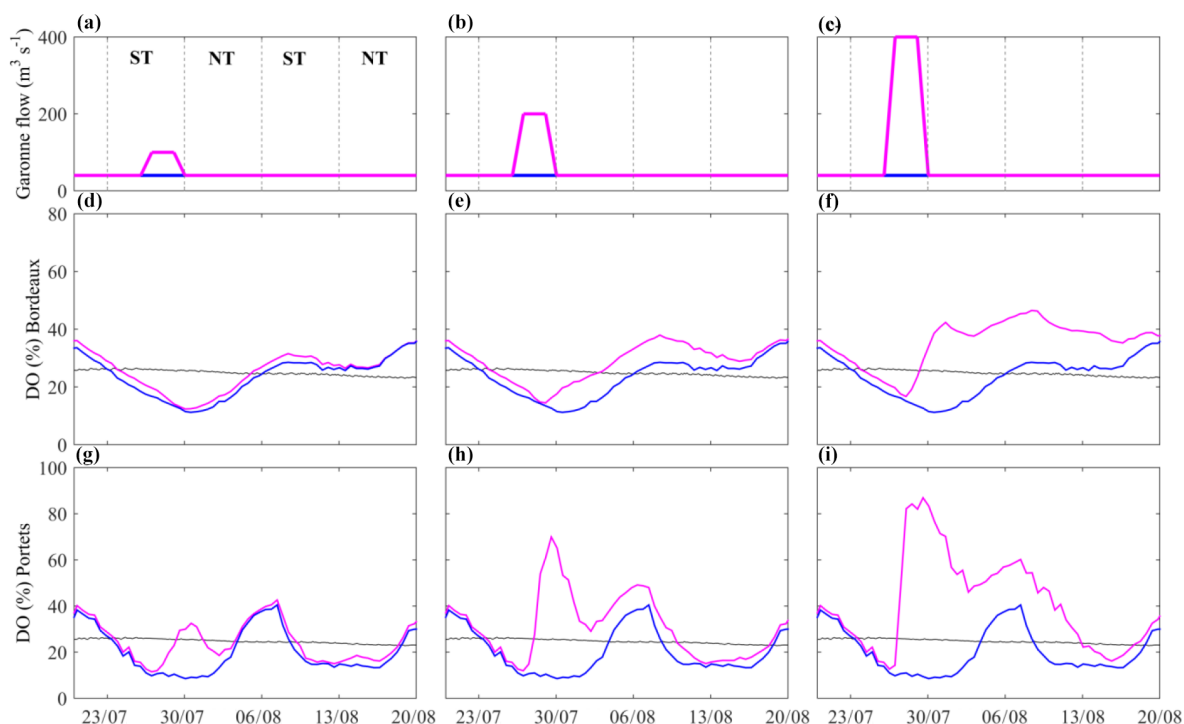 (a) (b) (c)
Garonne flow (m³ s⁻¹)
400
200
0
ST NT ST NT
(d) (e) (f)
DO (%) Bordeaux
80
60
40
20
0
(g) (h) (i)
DO (%) Portets
100
80
60
40
20
0
23/07 30/07 06/08 13/08 20/08 23/07 30/07 06/08 13/08 20/08 23/07 30/07 06/08 13/08 20/08